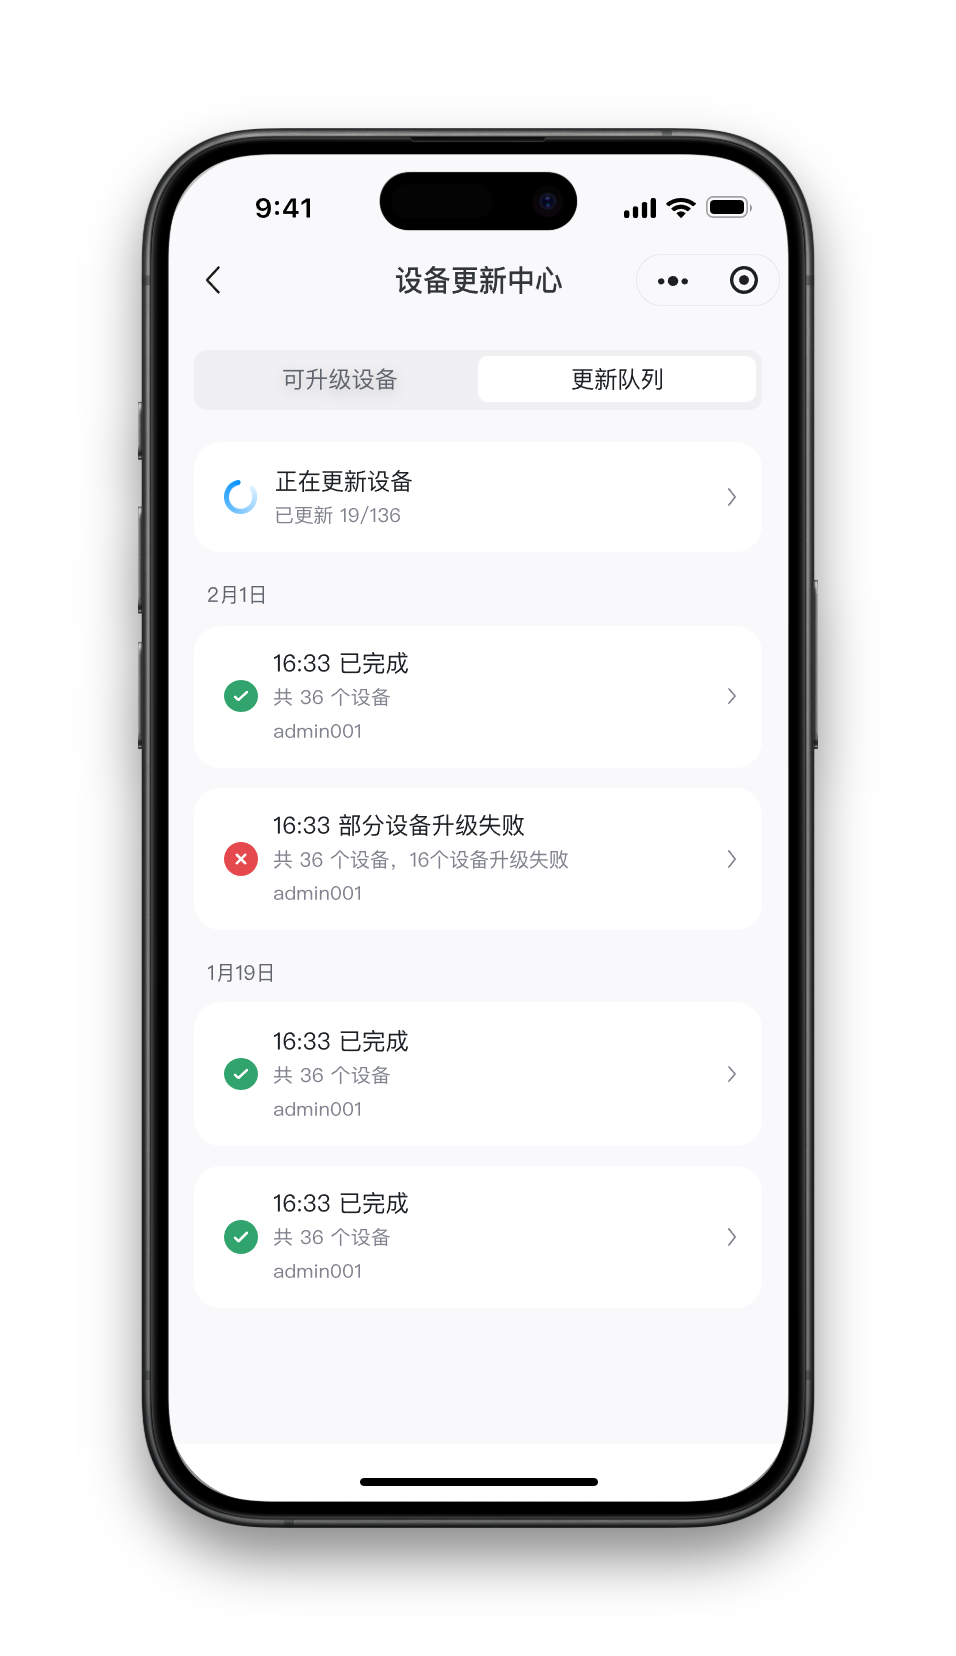 9:41
设备更新中心
可升级设备
更新队列
正在更新设备
已更新 19/136
2月1日
16:33 已完成
共 36 个设备
admin001
16:33 部分设备升级失败
共 36 个设备，16个设备升级失败
admin001
1月19日
16:33 已完成
共 36 个设备
admin001
16:33 已完成
共 36 个设备
admin001